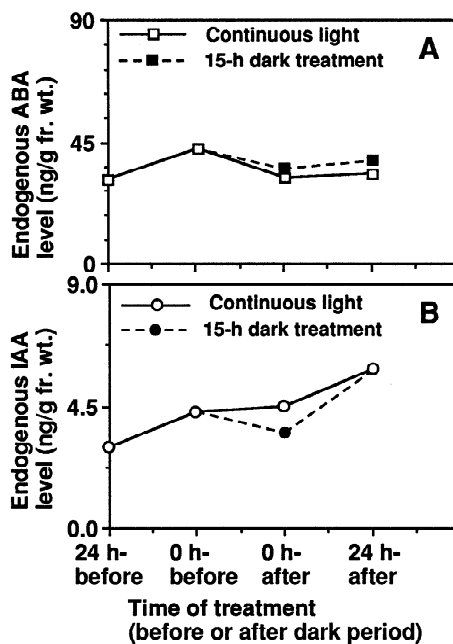 90
Continuous light
15-h dark treatment
A
45
0
Endogenous ABA
level (ng/g fr. wt.)
9.0
Continuous light
15-h dark treatment
B
4.5
0.0
Endogenous IAA
level (ng/g fr. wt.)
24 h- 0 h- 0 h- 24 h-
before before after after
Time of treatment
(before or after dark period)